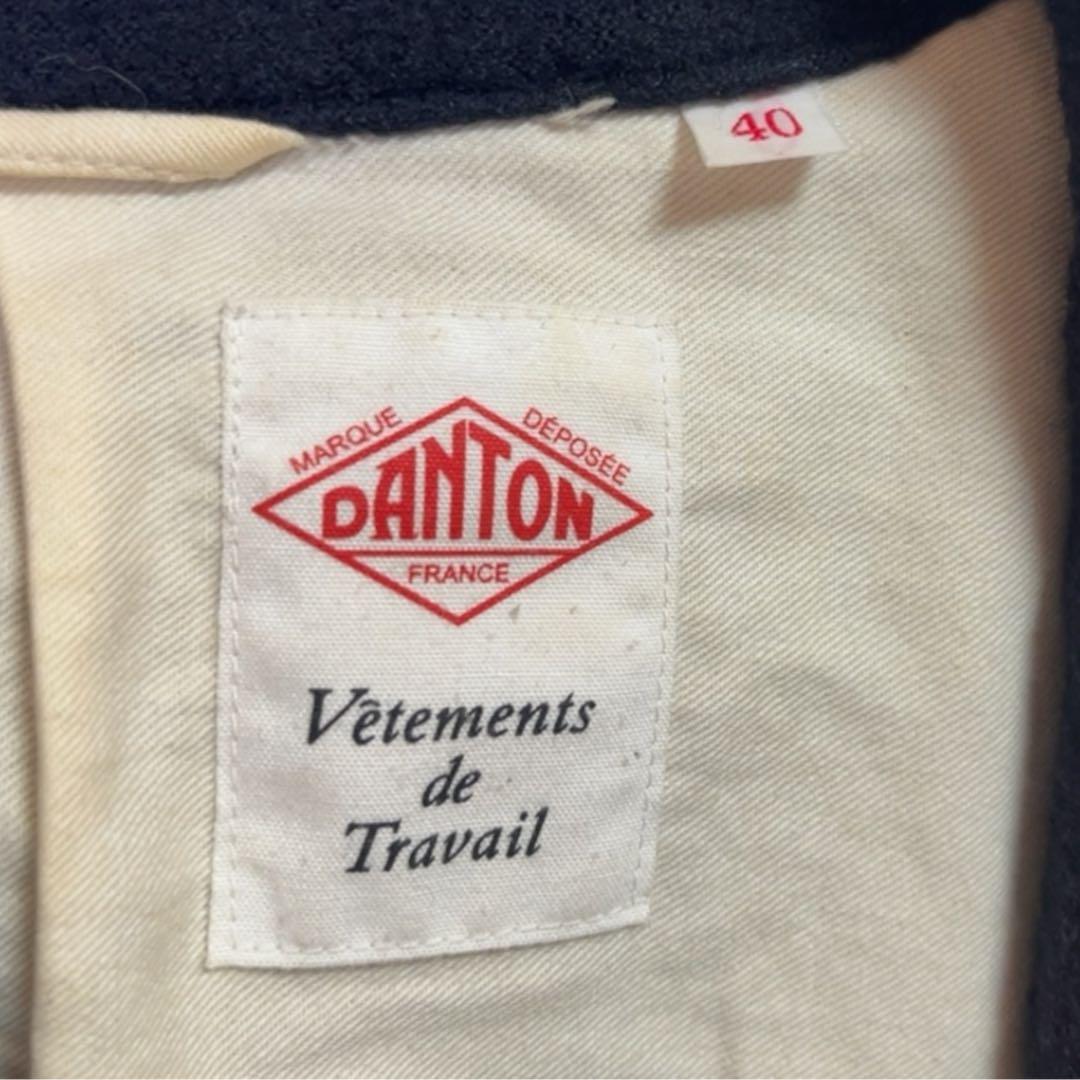 40
MARQUE DÉPOSÉE
DANTON
FRANCE
Vêtements
de
Travail